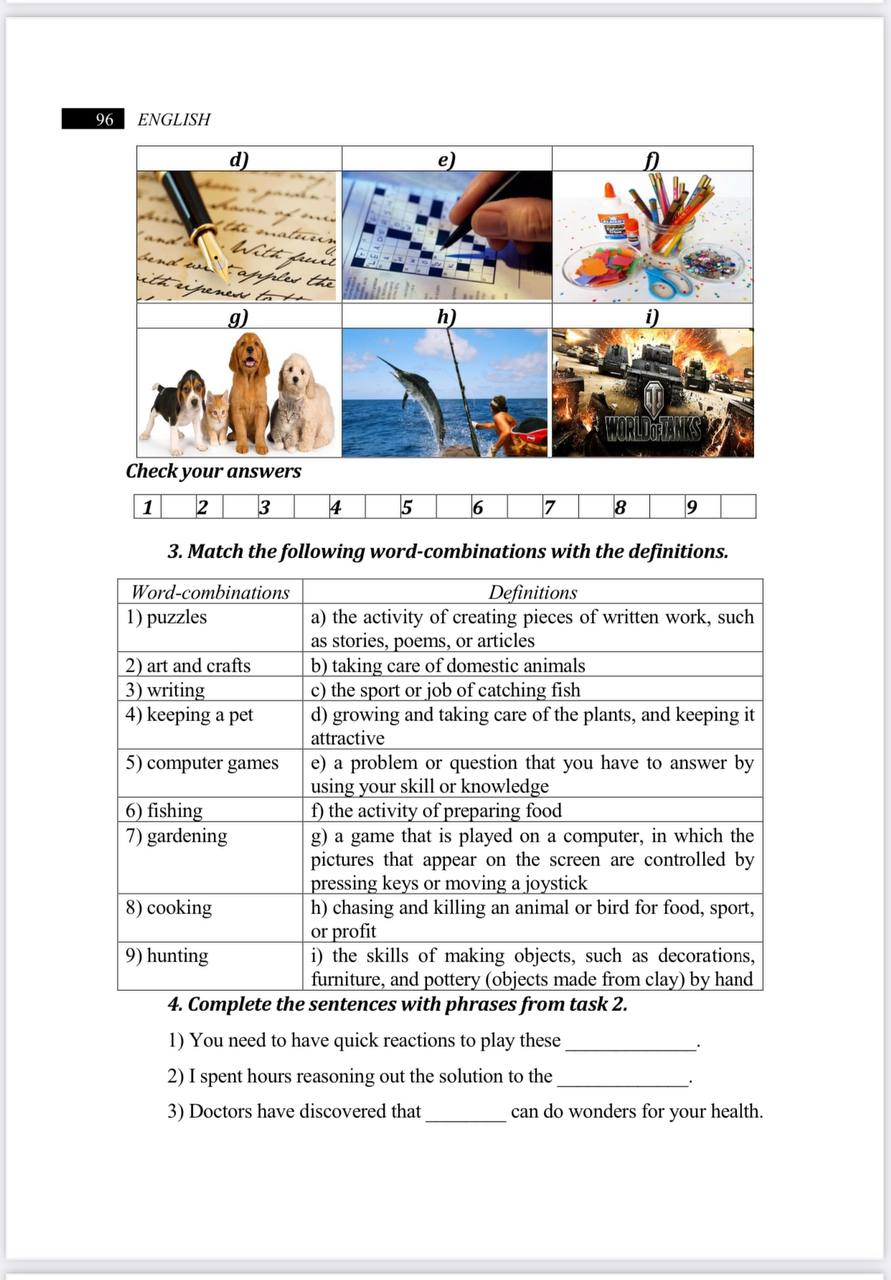 96 ENGLISH
d) e) f)
g) h) i)
WORLD OF TANKS
Check your answers
1 2 3 4 5 6 7 8 9
3. Match the following word-combinations with the definitions.
Word-combinations Definitions
1) puzzles a) the activity of creating pieces of written work, such
as stories, poems, or articles
2) art and crafts b) taking care of domestic animals
3) writing c) the sport or job of catching fish
4) keeping a pet d) growing and taking care of the plants, and keeping it
attractive
5) computer games e) a problem or question that you have to answer by
using your skill or knowledge
6) fishing f) the activity of preparing food
7) gardening g) a game that is played on a computer, in which the
pictures that appear on the screen are controlled by
pressing keys or moving a joystick
8) cooking h) chasing and killing an animal or bird for food, sport,
or profit
9) hunting i) the skills of making objects, such as decorations,
furniture, and pottery (objects made from clay) by hand
4. Complete the sentences with phrases from task 2.
1) You need to have quick reactions to play these _____________.
2) I spent hours reasoning out the solution to the _____________.
3) Doctors have discovered that ________ can do wonders for your health.